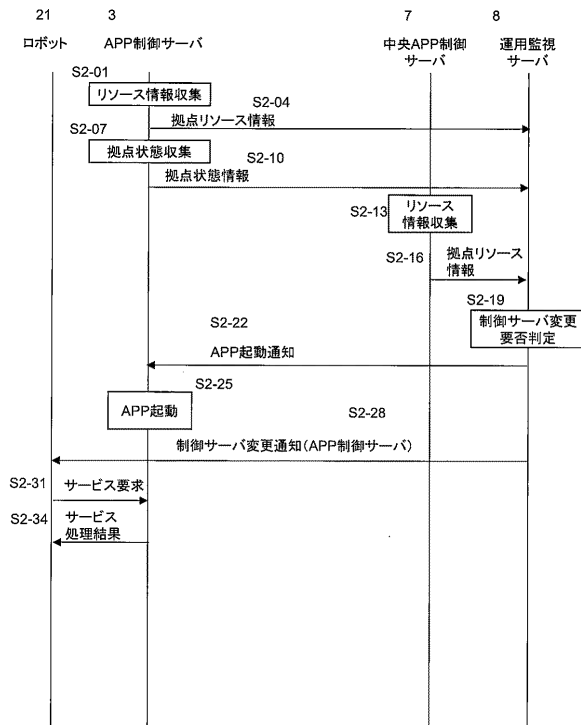 21
3
7
8
ロボット
APP制御サーバ
中央APP制御
サーバ
運用監視
サーバ
S2-01
リソース情報収集
S2-04
拠点リソース情報
S2-07
拠点状態収集
S2-10
拠点状態情報
S2-13
リソース
情報収集
S2-16
拠点リソース
情報
S2-19
制御サーバ変更
要否判定
S2-22
APP起動通知
S2-25
APP起動
S2-28
制御サーバ変更通知(APP制御サーバ)
S2-31
サービス要求
S2-34
サービス
処理結果